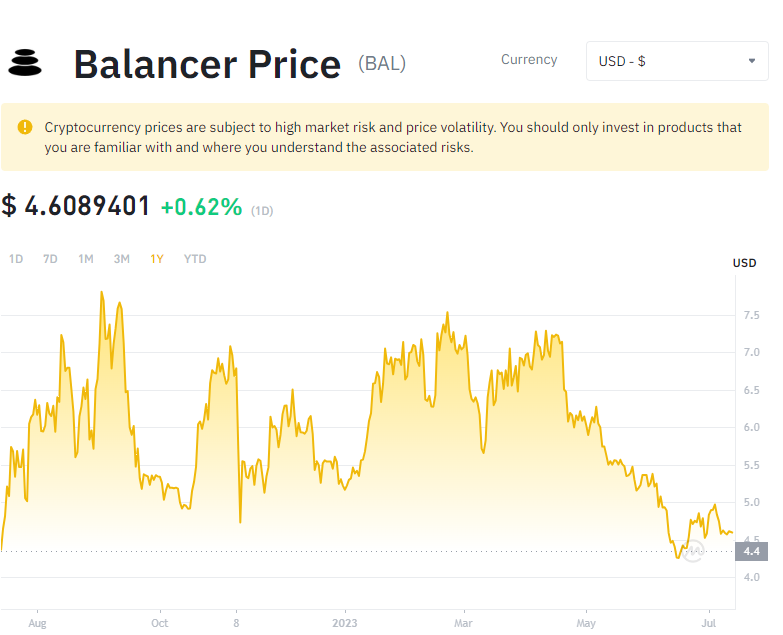 Balancer Price (BAL)
Currency
USD - $
Cryptocurrency prices are subject to high market risk and price volatility. You should only invest in products that
you are familiar with and where you understand the associated risks.
$ 4.6089401 +0.62% (1D)
1D 7D 1M 3M 1Y YTD
USD
7.5
7.0
6.5
6.0
5.5
5.0
4.5
4.4
4.0
Aug Oct 8 2023 Mar May Jul